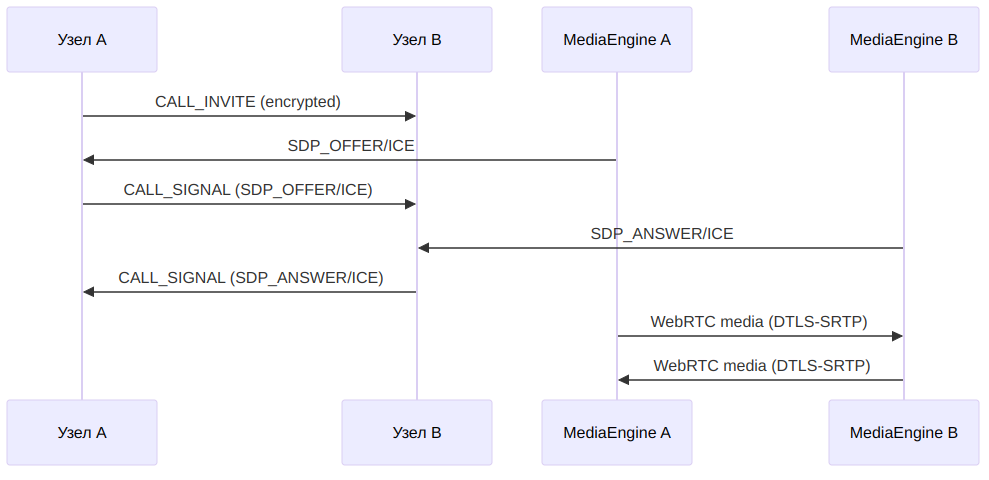 Узел A
Узел B
MediaEngine A
MediaEngine B
CALL_INVITE (encrypted)
SDP_OFFER/ICE
CALL_SIGNAL (SDP_OFFER/ICE)
SDP_ANSWER/ICE
CALL_SIGNAL (SDP_ANSWER/ICE)
WebRTC media (DTLS-SRTP)
WebRTC media (DTLS-SRTP)
Узел A
Узел B
MediaEngine A
MediaEngine B